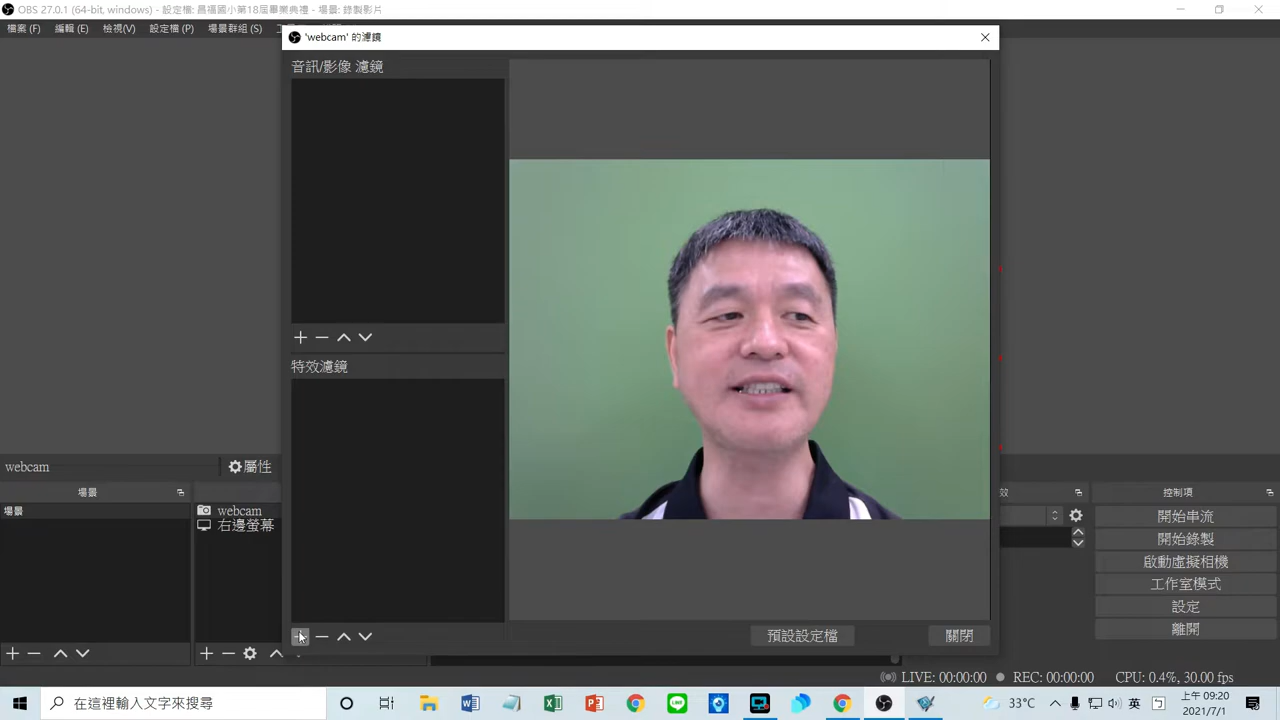 OBS 27.0.1 (64-bit, windows) - 設定檔: 昌福國小第18屆畢業典禮 - 場景: 錄製影片
檔案 (F) 編輯 (E) 檢視(V) 設定檔 (P) 場景群組 (S)
'webcam' 的濾鏡
音訊/影像 濾鏡
特效濾鏡
預設設定檔 關閉
webcam 屬性
場景
場景
webcam
右邊螢幕
效 控制項
開始串流
開始錄製
啟動虛擬相機
工作室模式
設定
離開
LIVE: 00:00:00 REC: 00:00:00 CPU: 0.4%, 30.00 fps
在這裡輸入文字來搜尋
33°C 英
上午 09:20
2021/7/1